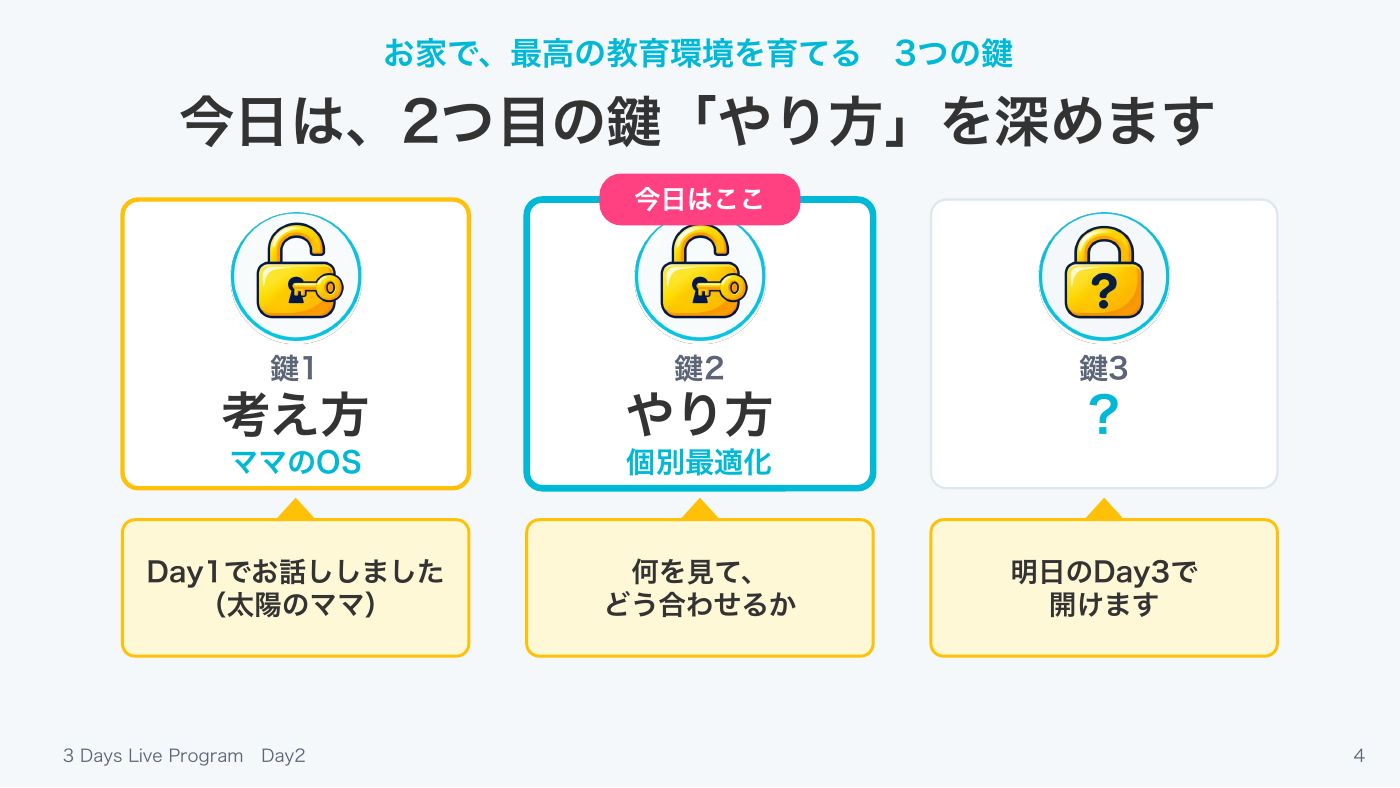 お家で、最高の教育環境を育てる　3つの鍵
今日は、2つ目の鍵「やり方」を深めます
今日はここ
鍵1
考え方
ママのOS
Day1でお話ししました
（太陽のママ）
鍵2
やり方
個別最適化
何を見て、
どう合わせるか
?
鍵3
?
明日のDay3で
開けます
3 Days Live Program　Day2
4